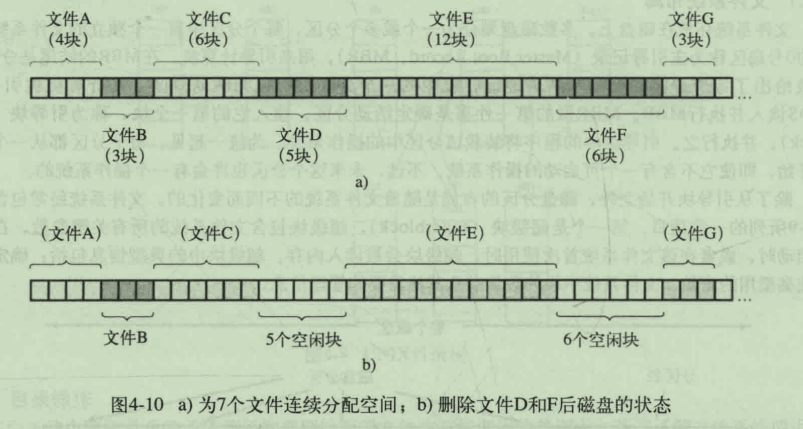 文件A 文件C 文件E 文件G
(4块) (6块) (12块) (3块)
文件B 文件D 文件F
(3块) (5块) (6块)
a)
(文件A) (文件C) (文件E) (文件G)
文件B 5个空闲块 6个空闲块
b)
图4-10 a) 为7个文件连续分配空间；b) 删除文件D和F后磁盘的状态